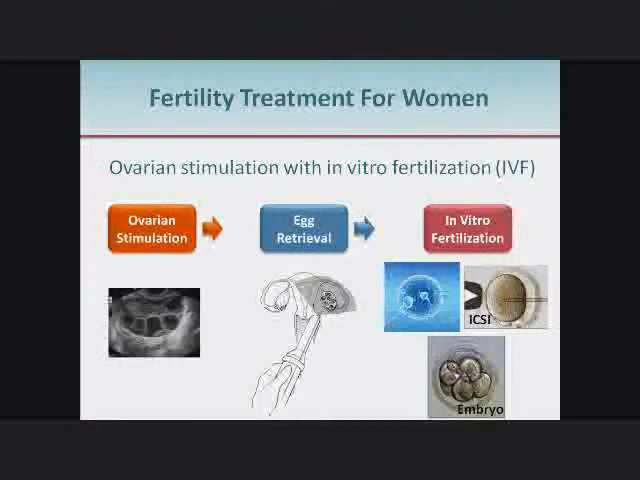 Fertility Treatment For Women
Ovarian stimulation with in vitro fertilization (IVF)
Ovarian
Stimulation
Egg
Retrieval
In Vitro
Fertilization
ICSI
Embryo